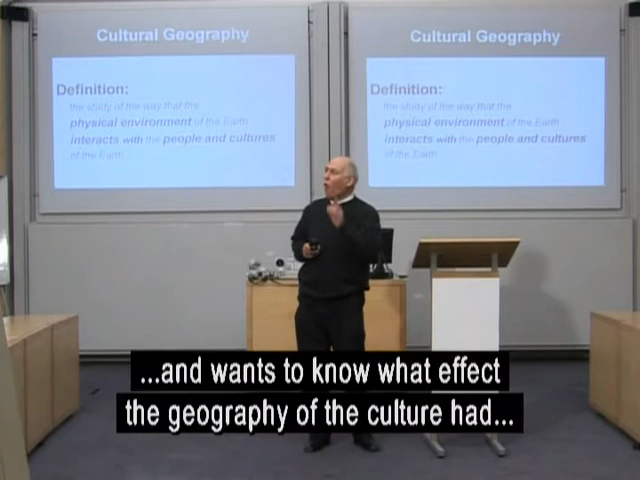 Cultural Geography
Definition:
the study of the way that the
physical environment of the Earth
interacts with the people and cultures
of the Earth
Cultural Geography
Definition:
the study of the way that the
physical environment of the Earth
interacts with the people and cultures
of the Earth
...and wants to know what effect
the geography of the culture had...